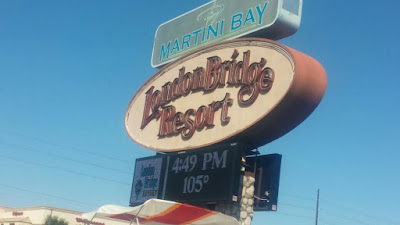 MARTINI BAY
London Bridge
Resort
4:49 PM
105°